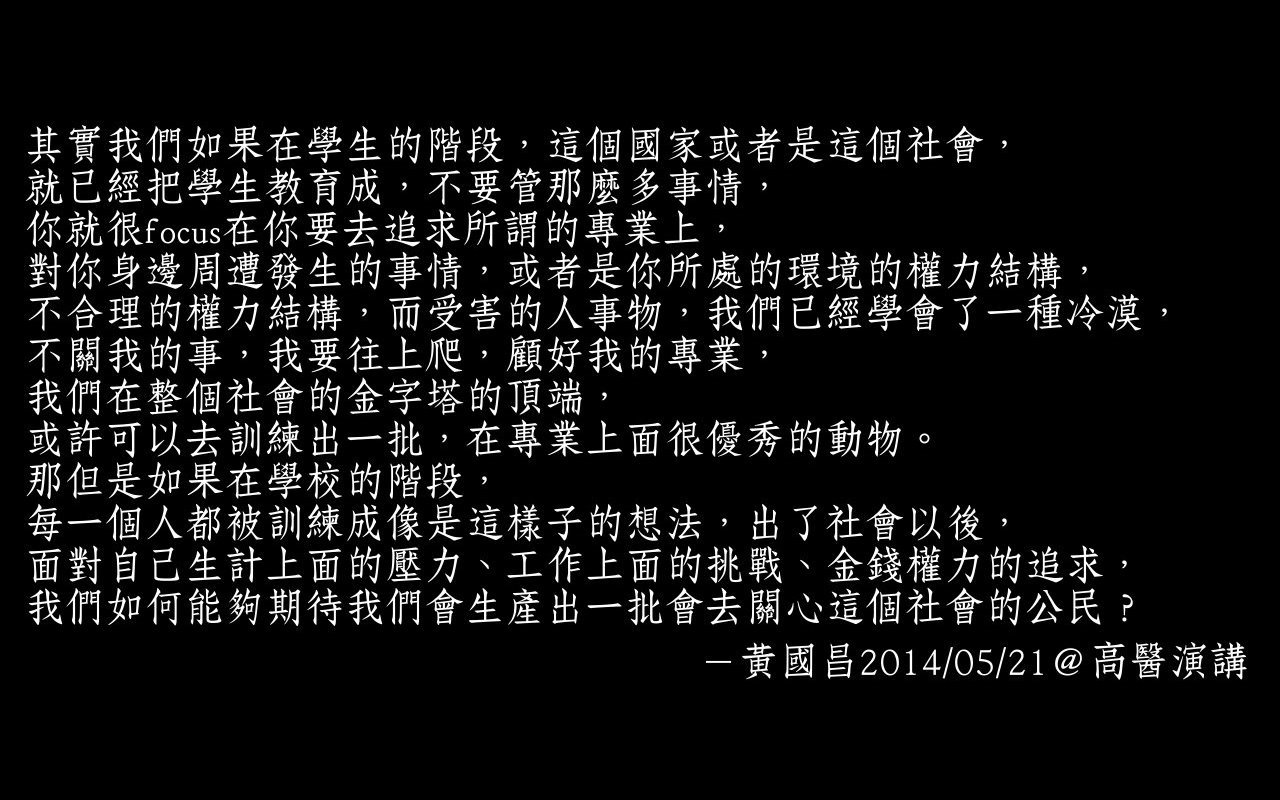 其實我們如果在學生的階段，這個國家或者是這個社會，
就已經把學生教育成，不要管那麼多事情，
你就很focus在你要去追求所謂的專業上，
對你身邊周遭發生的事情，或者是你所處的環境的權力結構，
不合理的權力結構，而受害的人事物，我們已經學會了一種冷漠，
不關我的事，我要往上爬，顧好我的專業，
我們在整個社會的金字塔的頂端，
或許可以去訓練出一批，在專業上面很優秀的動物。
那但是如果在學校的階段，
每一個人都被訓練成像是這樣子的想法，出了社會以後，
面對自己生計上面的壓力、工作上面的挑戰、金錢權力的追求，
我們如何能夠期待我們會生產出一批會去關心這個社會的公民？
－黃國昌2014/05/21＠高醫演講